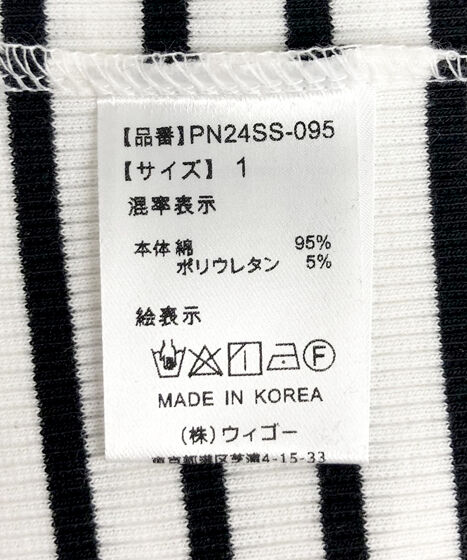 【品番】PN24SS-095
【サイズ】 1
混率表示
本体 綿 95%
ポリウレタン 5%
絵表示
F
MADE IN KOREA
(株)ウィゴー
東京都港区芝浦4-15-33